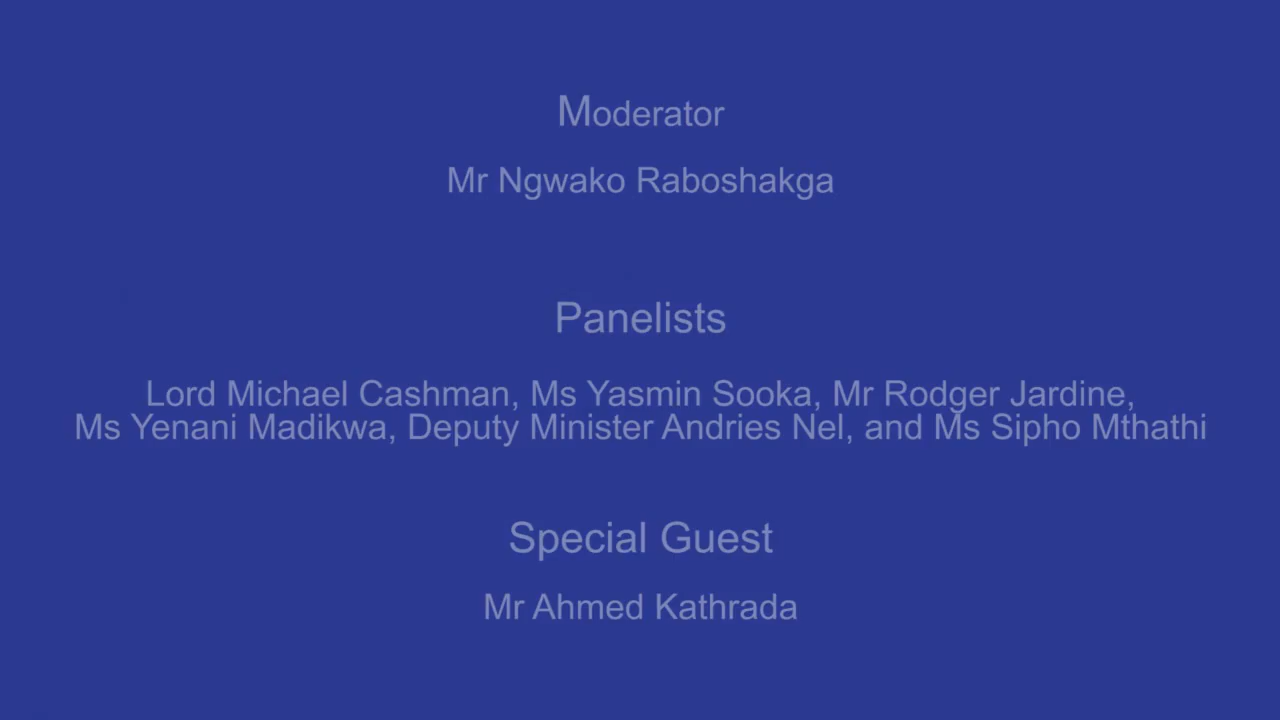 Moderator
Mr Ngwako Raboshakga
Panelists
Lord Michael Cashman, Ms Yasmin Sooka, Mr Rodger Jardine,
Ms Yenani Madikwa, Deputy Minister Andries Nel, and Ms Sipho Mthathi
Special Guest
Mr Ahmed Kathrada